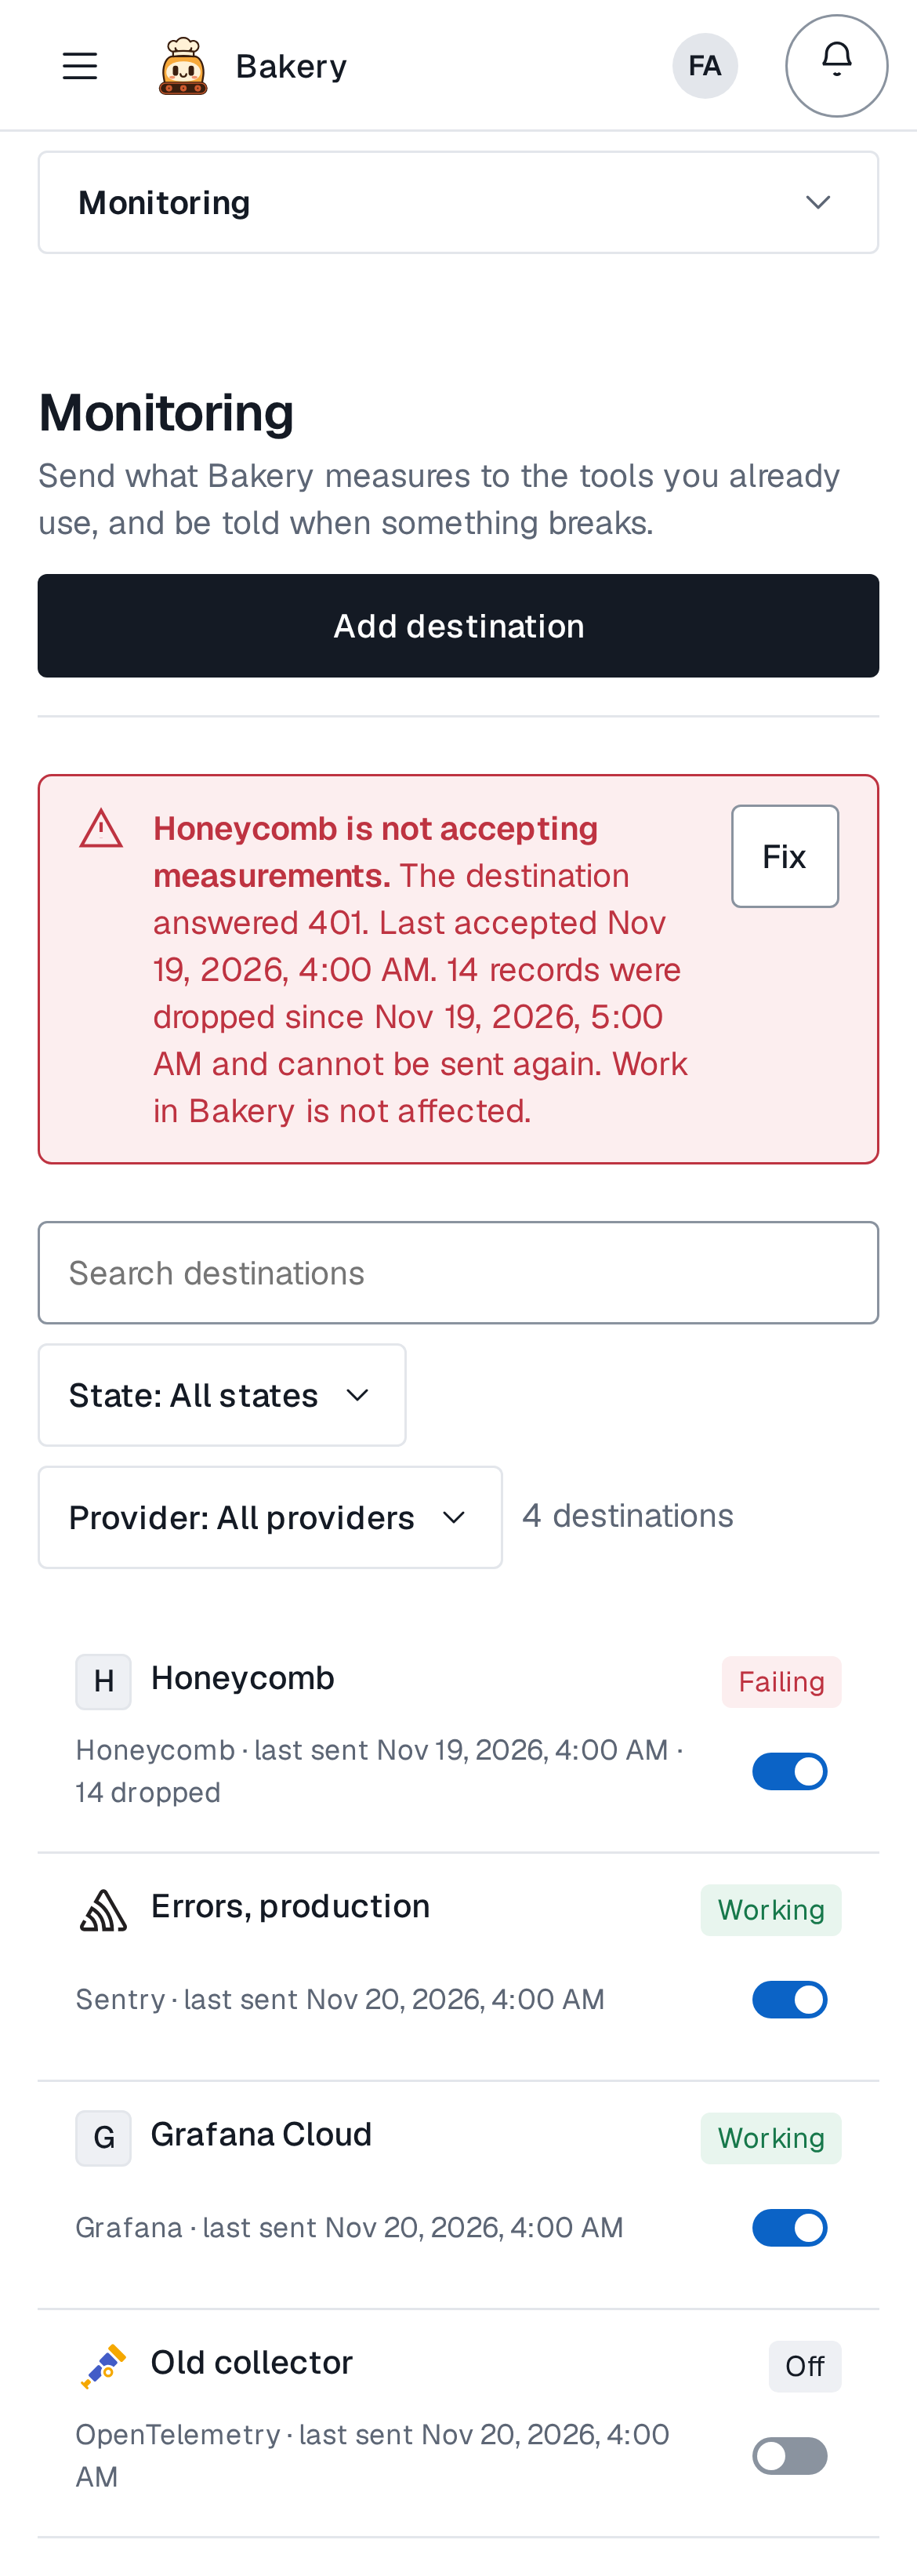 Bakery
FA
Monitoring
Monitoring
Send what Bakery measures to the tools you already
use, and be told when something breaks.
Add destination
Honeycomb is not accepting
measurements. The destination
answered 401. Last accepted Nov
19, 2026, 4:00 AM. 14 records were
dropped since Nov 19, 2026, 5:00
AM and cannot be sent again. Work
in Bakery is not affected.
Fix
Search destinations
State: All states
Provider: All providers
4 destinations
H
Honeycomb
Failing
Honeycomb · last sent Nov 19, 2026, 4:00 AM ·
14 dropped
Errors, production
Working
Sentry · last sent Nov 20, 2026, 4:00 AM
G
Grafana Cloud
Working
Grafana · last sent Nov 20, 2026, 4:00 AM
Old collector
Off
OpenTelemetry · last sent Nov 20, 2026, 4:00
AM